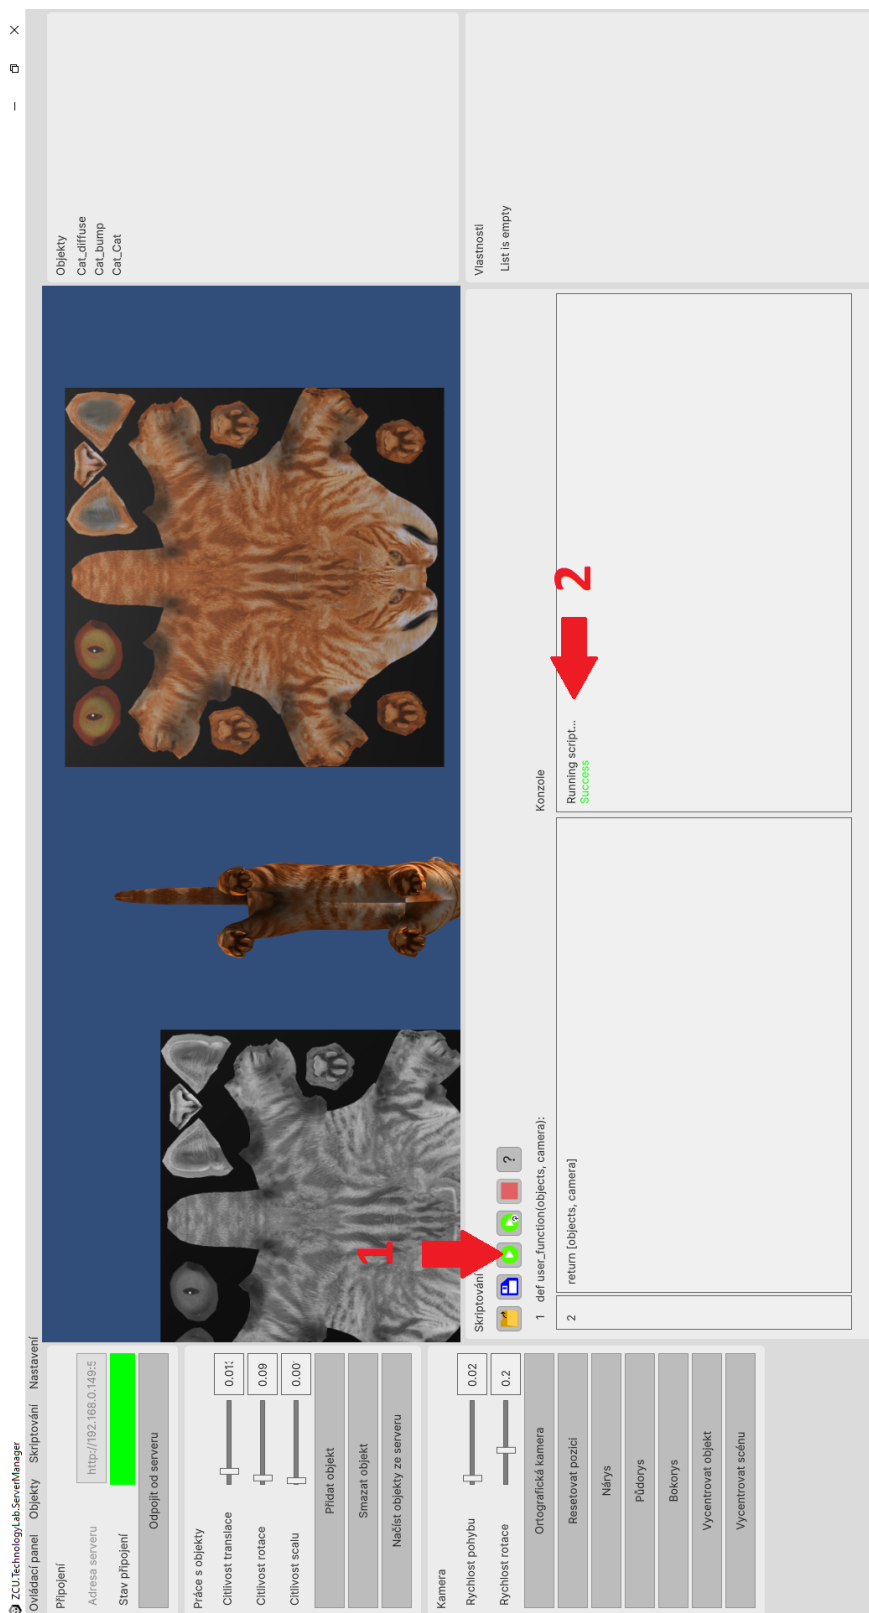 ZCU.TechnologyLab.ServerManager
Ovládací panel Objekty Skriptování Nastavení
Připojení
Adresa serveru http://192.168.0.149:5
Stav připojení
Odpojit od serveru
Práce s objekty
Citlivost translace 0.01
Citlivost rotace 0.09
Citlivost scalu 0.00
Přidat objekt
Smazat objekt
Načíst objekty ze serveru
Kamera
Rychlost pohybu 0.02
Rychlost rotace 0.2
Ortografická kamera
Resetovat pozici
Nárys
Půdorys
Bokorys
Vycentrovat objekt
Vycentrovat scénu
1
Skriptování
?
1 def user_function(objects, camera):
2 return [objects, camera]
Konzole
Running script...
Success
2
Objekty
Cat_diffuse
Cat_bump
Cat_Cat
Vlastnosti
List is empty